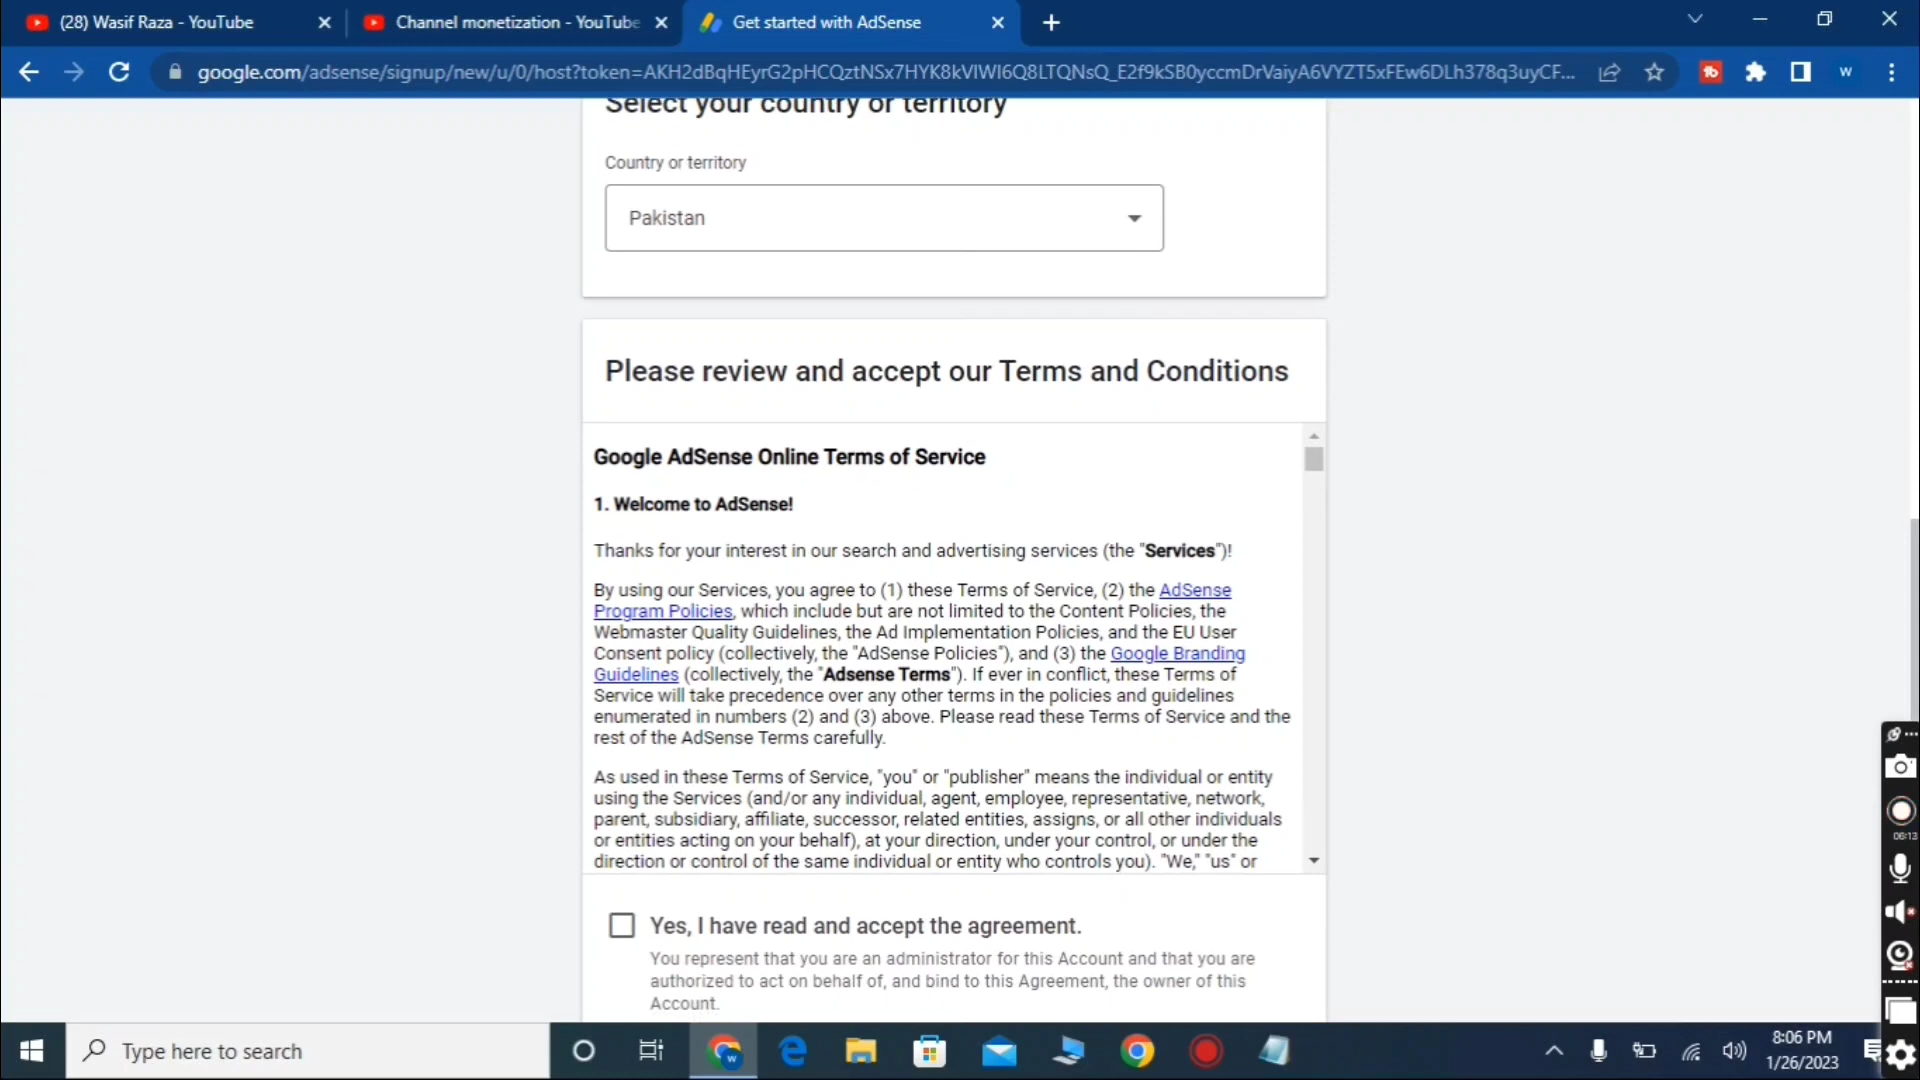 (28) Wasif Raza - YouTube
Channel monetization - YouTube
Get started with AdSense
google.com/adsense/signup/new/u/0/host?token=AKH2dBqHEyrG2pHCQztNSx7HYK8kVIWI6Q8LTQNsQ_E2f9kSB0yccmDrVaiyA6VYZT5xFEw6DLh378q3uyCF...
W
Select your country or territory
Country or territory
Pakistan
Please review and accept our Terms and Conditions
Google AdSense Online Terms of Service
1. Welcome to AdSense!
Thanks for your interest in our search and advertising services (the "Services")!
By using our Services, you agree to (1) these Terms of Service, (2) the AdSense
Program Policies, which include but are not limited to the Content Policies, the
Webmaster Quality Guidelines, the Ad Implementation Policies, and the EU User
Consent policy (collectively, the "AdSense Policies"), and (3) the Google Branding
Guidelines (collectively, the "Adsense Terms"). If ever in conflict, these Terms of
Service will take precedence over any other terms in the policies and guidelines
enumerated in numbers (2) and (3) above. Please read these Terms of Service and the
rest of the AdSense Terms carefully.
As used in these Terms of Service, "you" or "publisher" means the individual or entity
using the Services (and/or any individual, agent, employee, representative, network,
parent, subsidiary, affiliate, successor, related entities, assigns, or all other individuals
or entities acting on your behalf), at your direction, under your control, or under the
direction or control of the same individual or entity who controls you). "We," "us" or
Yes, I have read and accept the agreement.
You represent that you are an administrator for this Account and that you are
authorized to act on behalf of, and bind to this Agreement, the owner of this
Account.
06:13
Type here to search
8:06 PM
1/26/2023